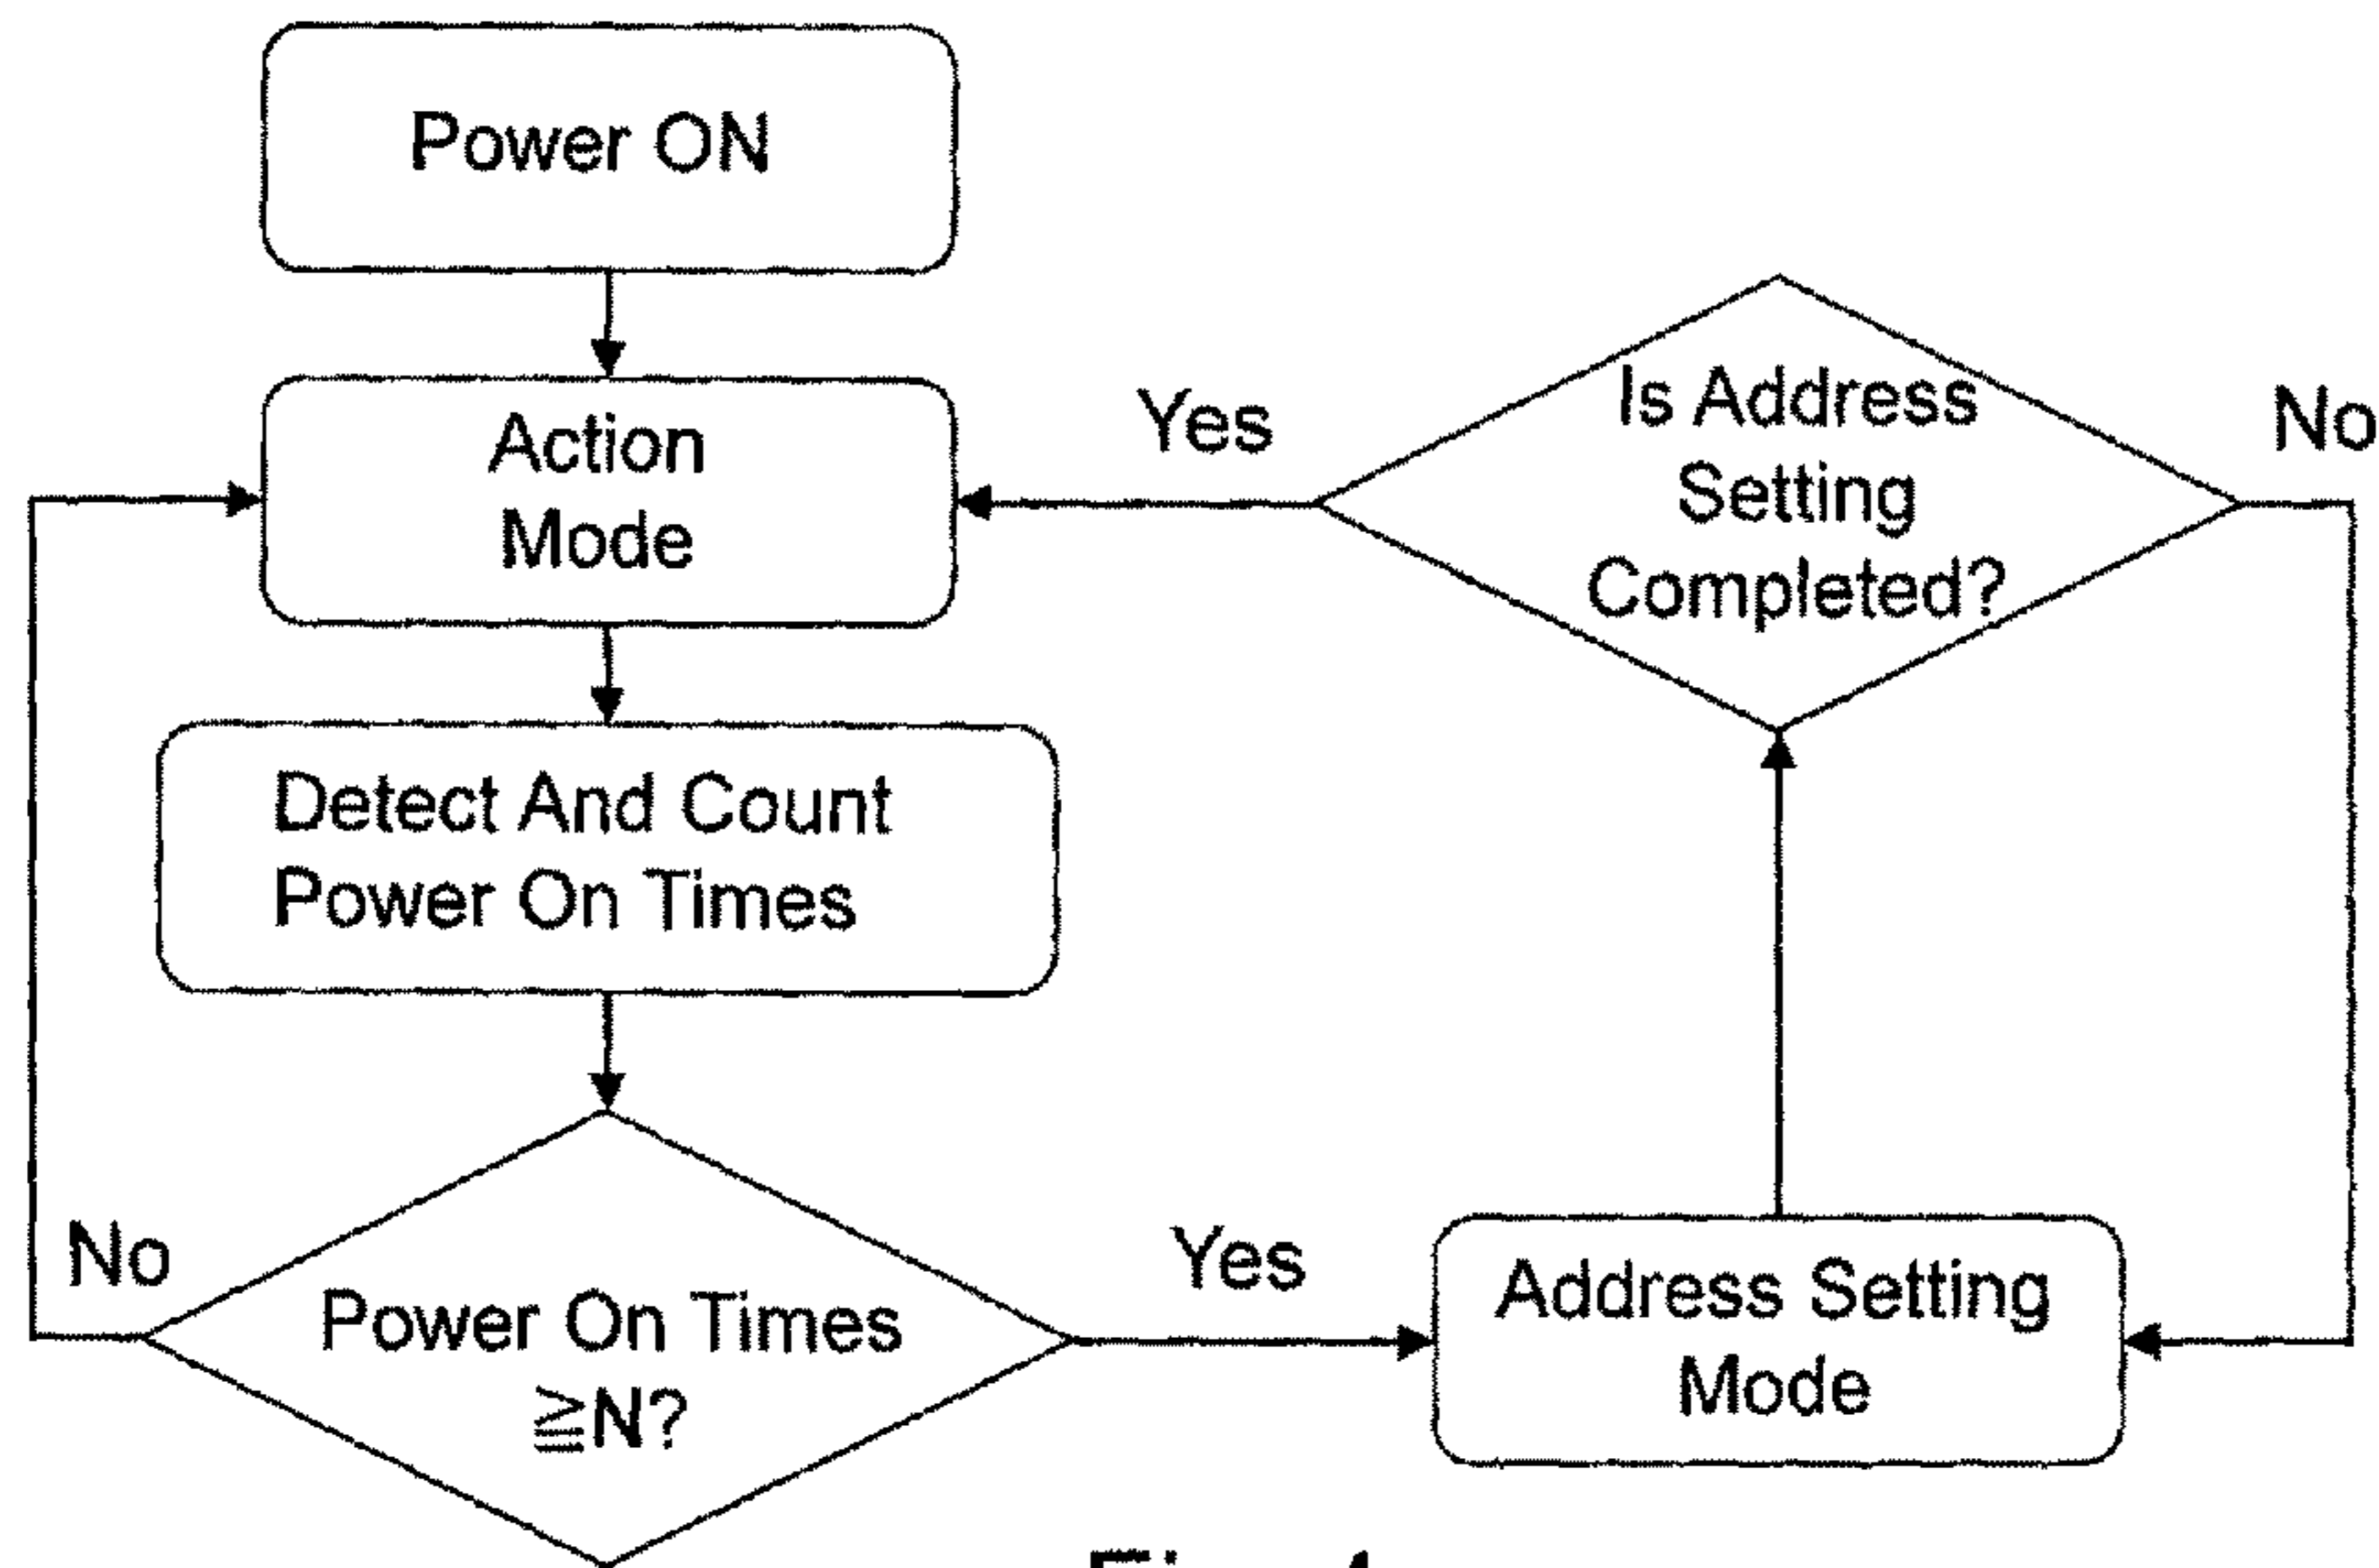 Power ON
Action
Mode
Detect And Count
Power On Times
No
Power On Times
≧N?
Yes
Address Setting
Mode
Is Address
Setting
Completed?
Yes
No